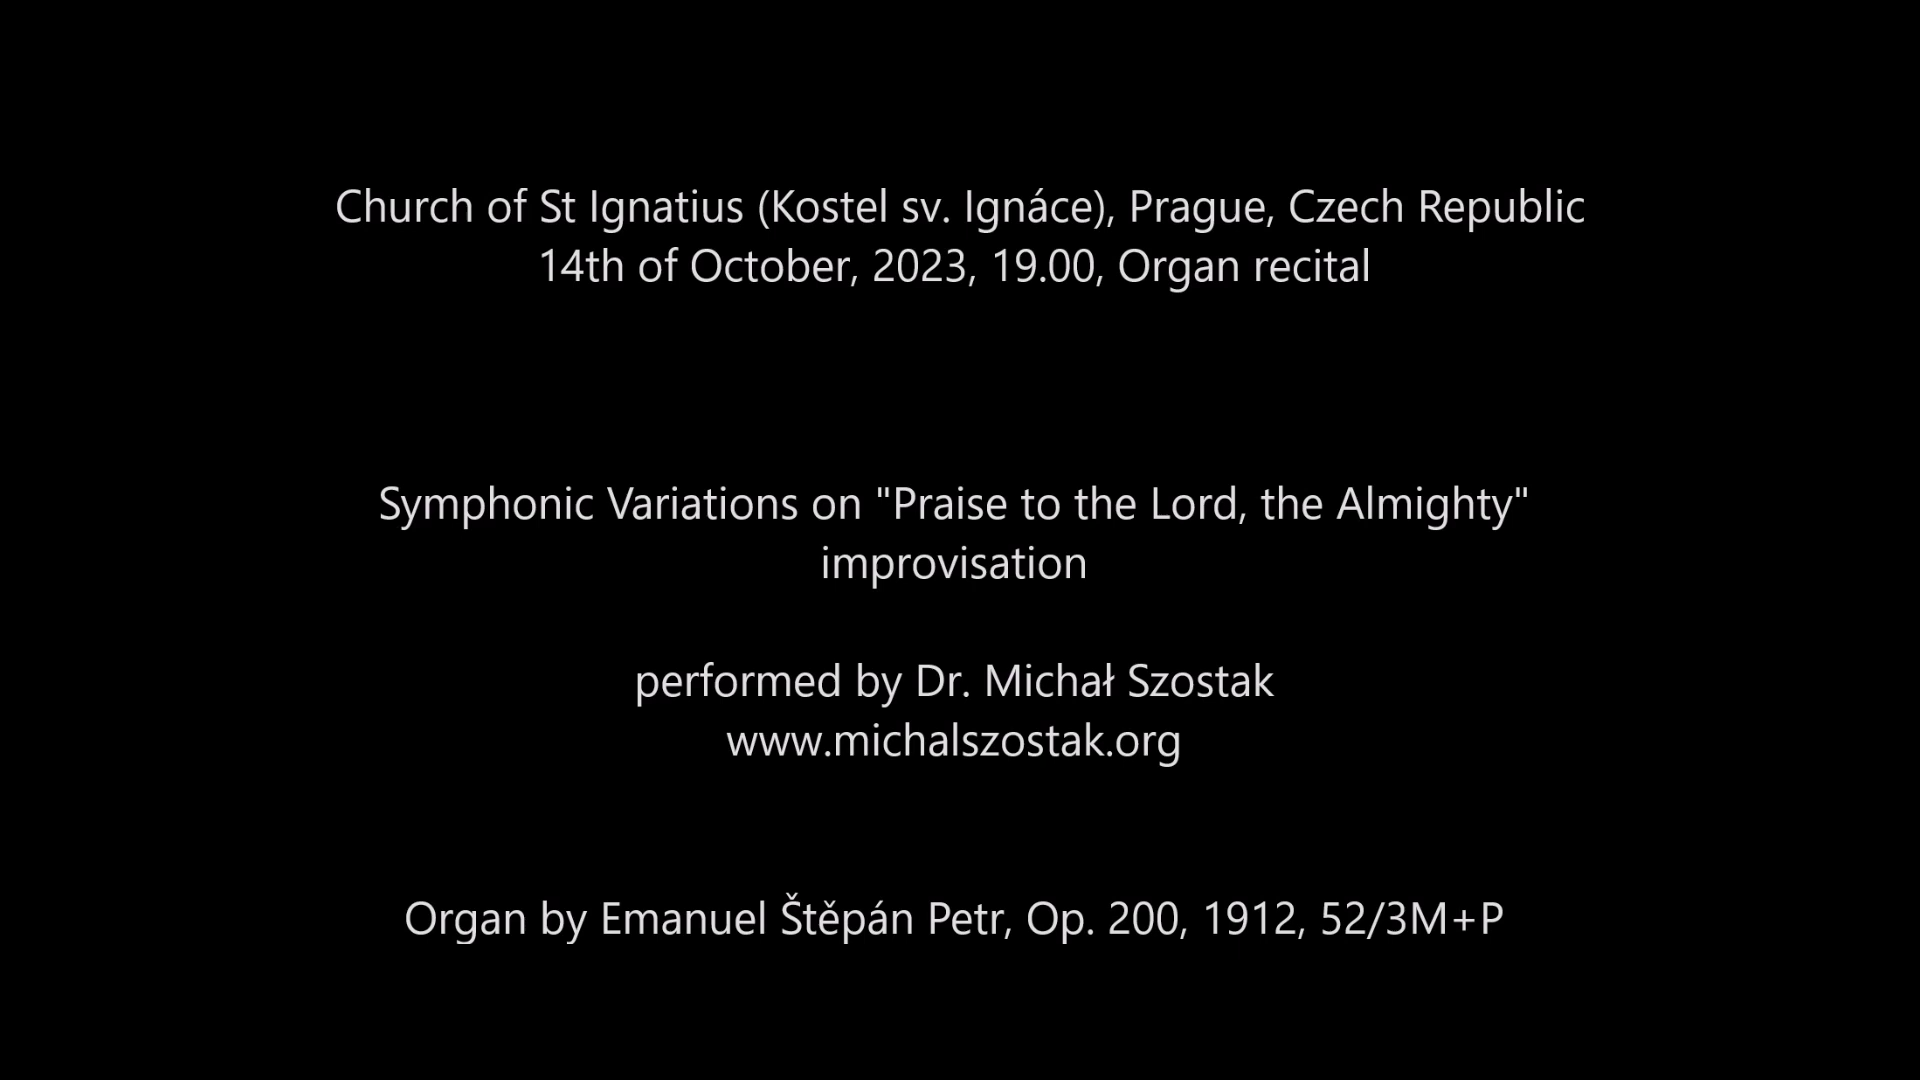 Church of St Ignatius (Kostel sv. Ignáce), Prague, Czech Republic
14th of October, 2023, 19.00, Organ recital
Symphonic Variations on "Praise to the Lord, the Almighty"
improvisation
performed by Dr. Michał Szostak
www.michalszostak.org
Organ by Emanuel Štěpán Petr, Op. 200, 1912, 52/3M+P